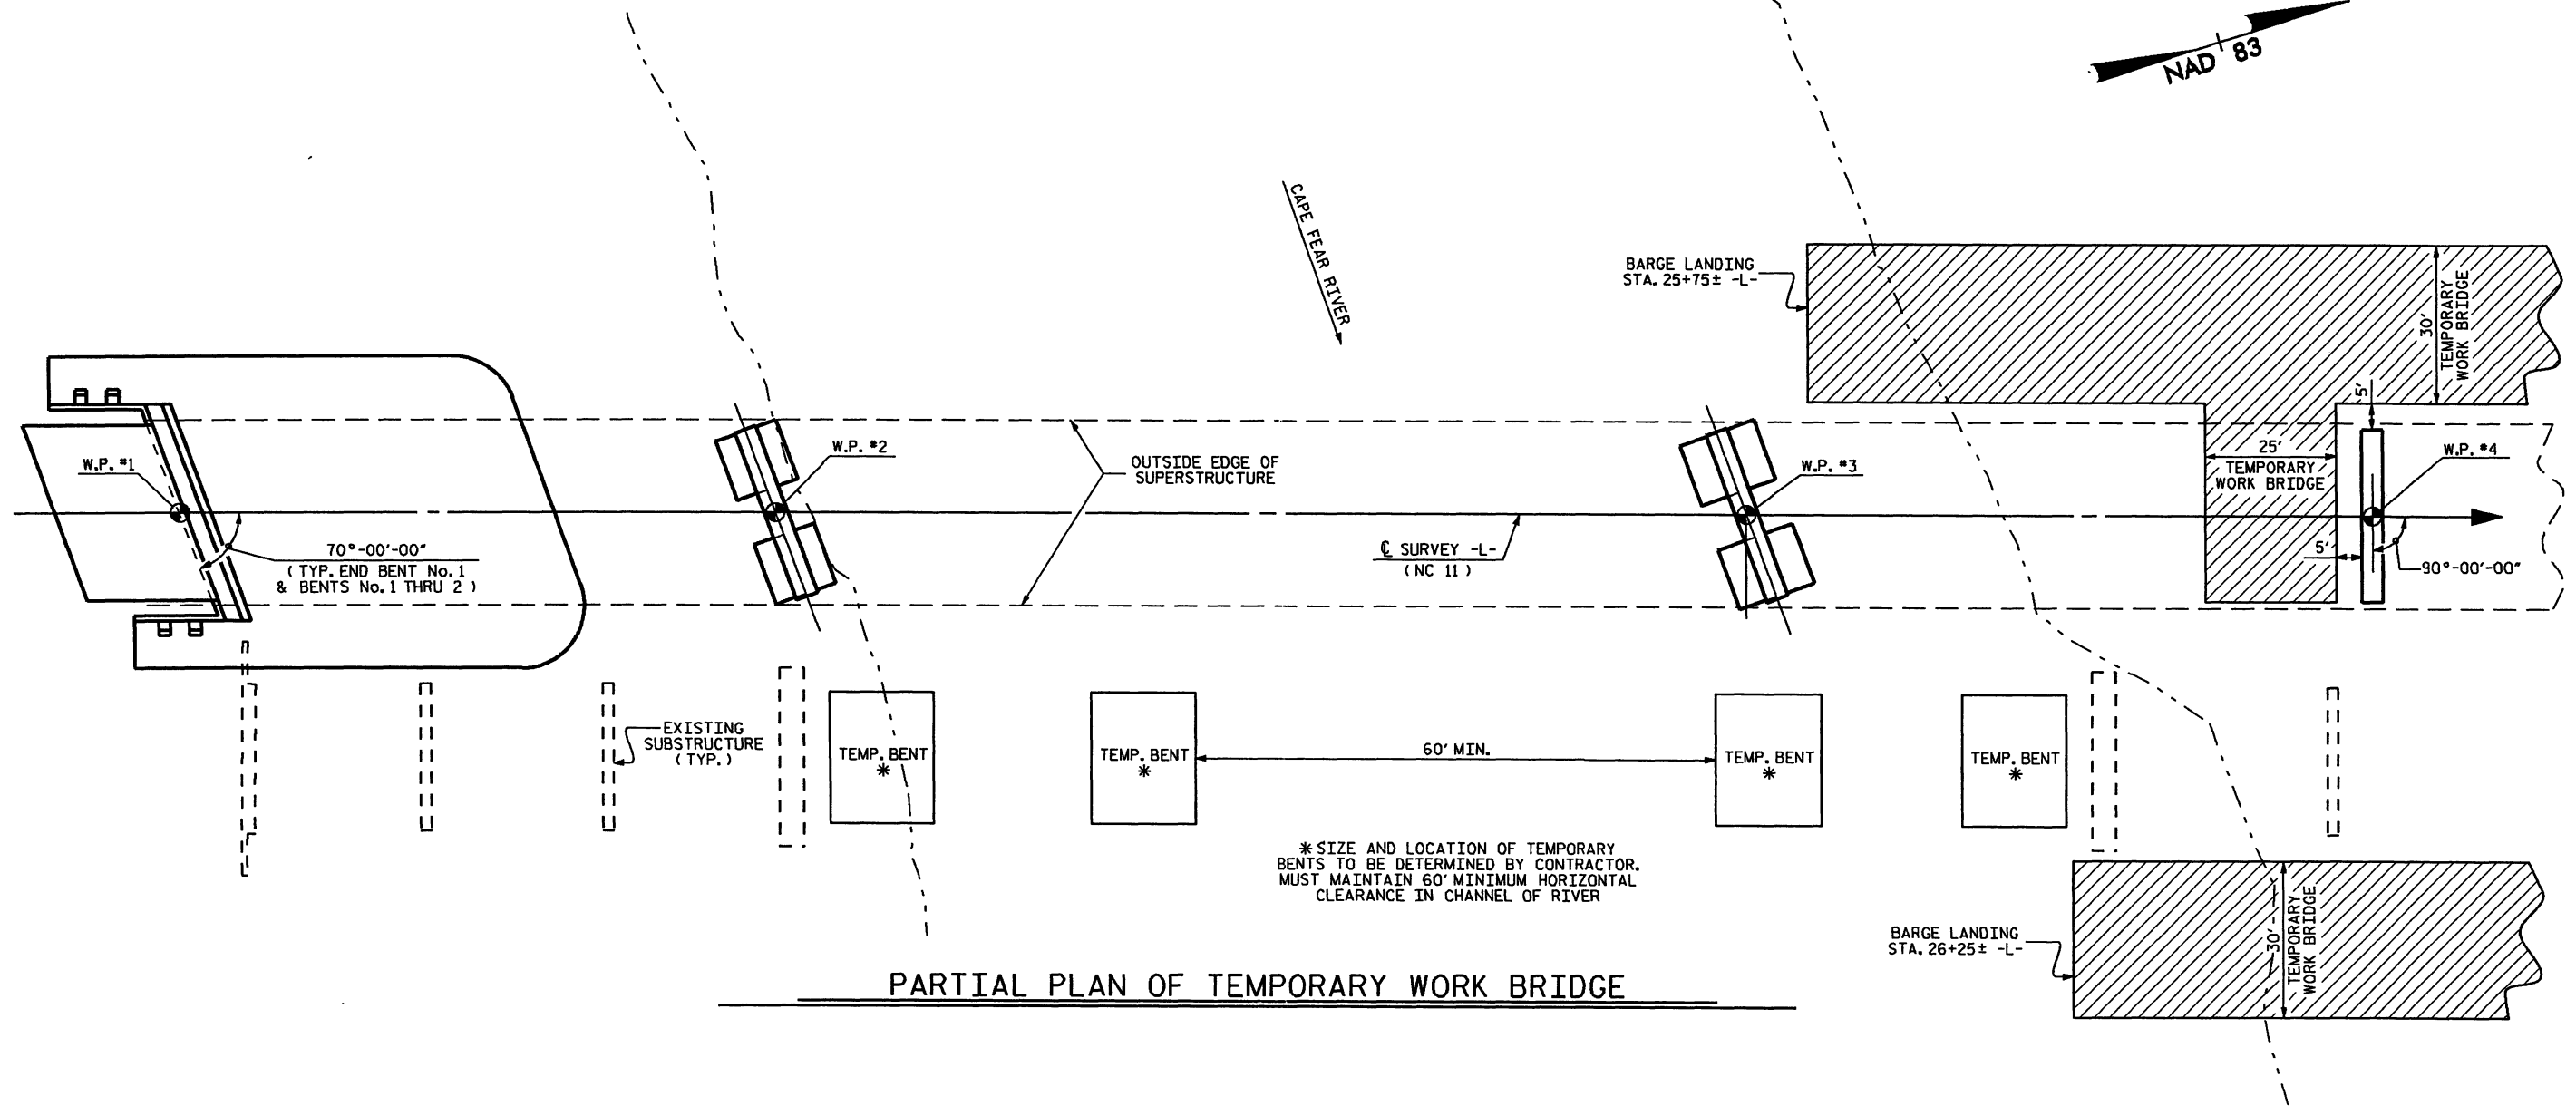 NAD 83
CAPE FEAR RIVER
BARGE LANDING
STA. 25+75± -L-
30'
TEMPORARY
WORK BRIDGE
5'
W.P. #1
W.P. #2
OUTSIDE EDGE OF
SUPERSTRUCTURE
W.P. #3
25'
TEMPORARY
WORK BRIDGE
W.P. #4
70°-00'-00"
( TYP. END BENT No. 1
& BENTS No. 1 THRU 2 )
℄ SURVEY -L-
( NC 11 )
5'
90°-00'-00"
EXISTING
SUBSTRUCTURE
( TYP. )
TEMP. BENT
*
TEMP. BENT
*
60' MIN.
TEMP. BENT
*
TEMP. BENT
*
* SIZE AND LOCATION OF TEMPORARY
BENTS TO BE DETERMINED BY CONTRACTOR.
MUST MAINTAIN 60' MINIMUM HORIZONTAL
CLEARANCE IN CHANNEL OF RIVER
BARGE LANDING
STA. 26+25± -L-
30'
TEMPORARY
WORK BRIDGE
PARTIAL PLAN OF TEMPORARY WORK BRIDGE